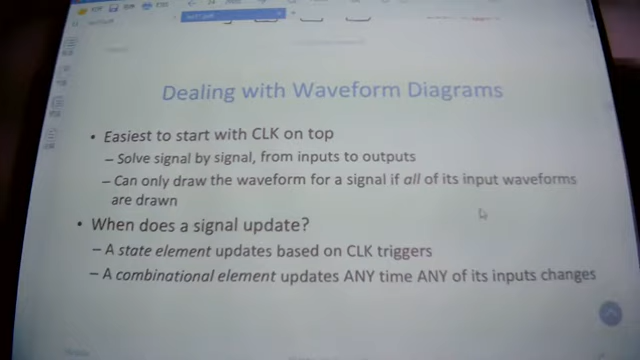 Dealing with Waveform Diagrams
• Easiest to start with CLK on top
– Solve signal by signal, from inputs to outputs
– Can only draw the waveform for a signal if all of its input waveforms
are drawn
• When does a signal update?
– A state element updates based on CLK triggers
– A combinational element updates ANY time ANY of its inputs changes